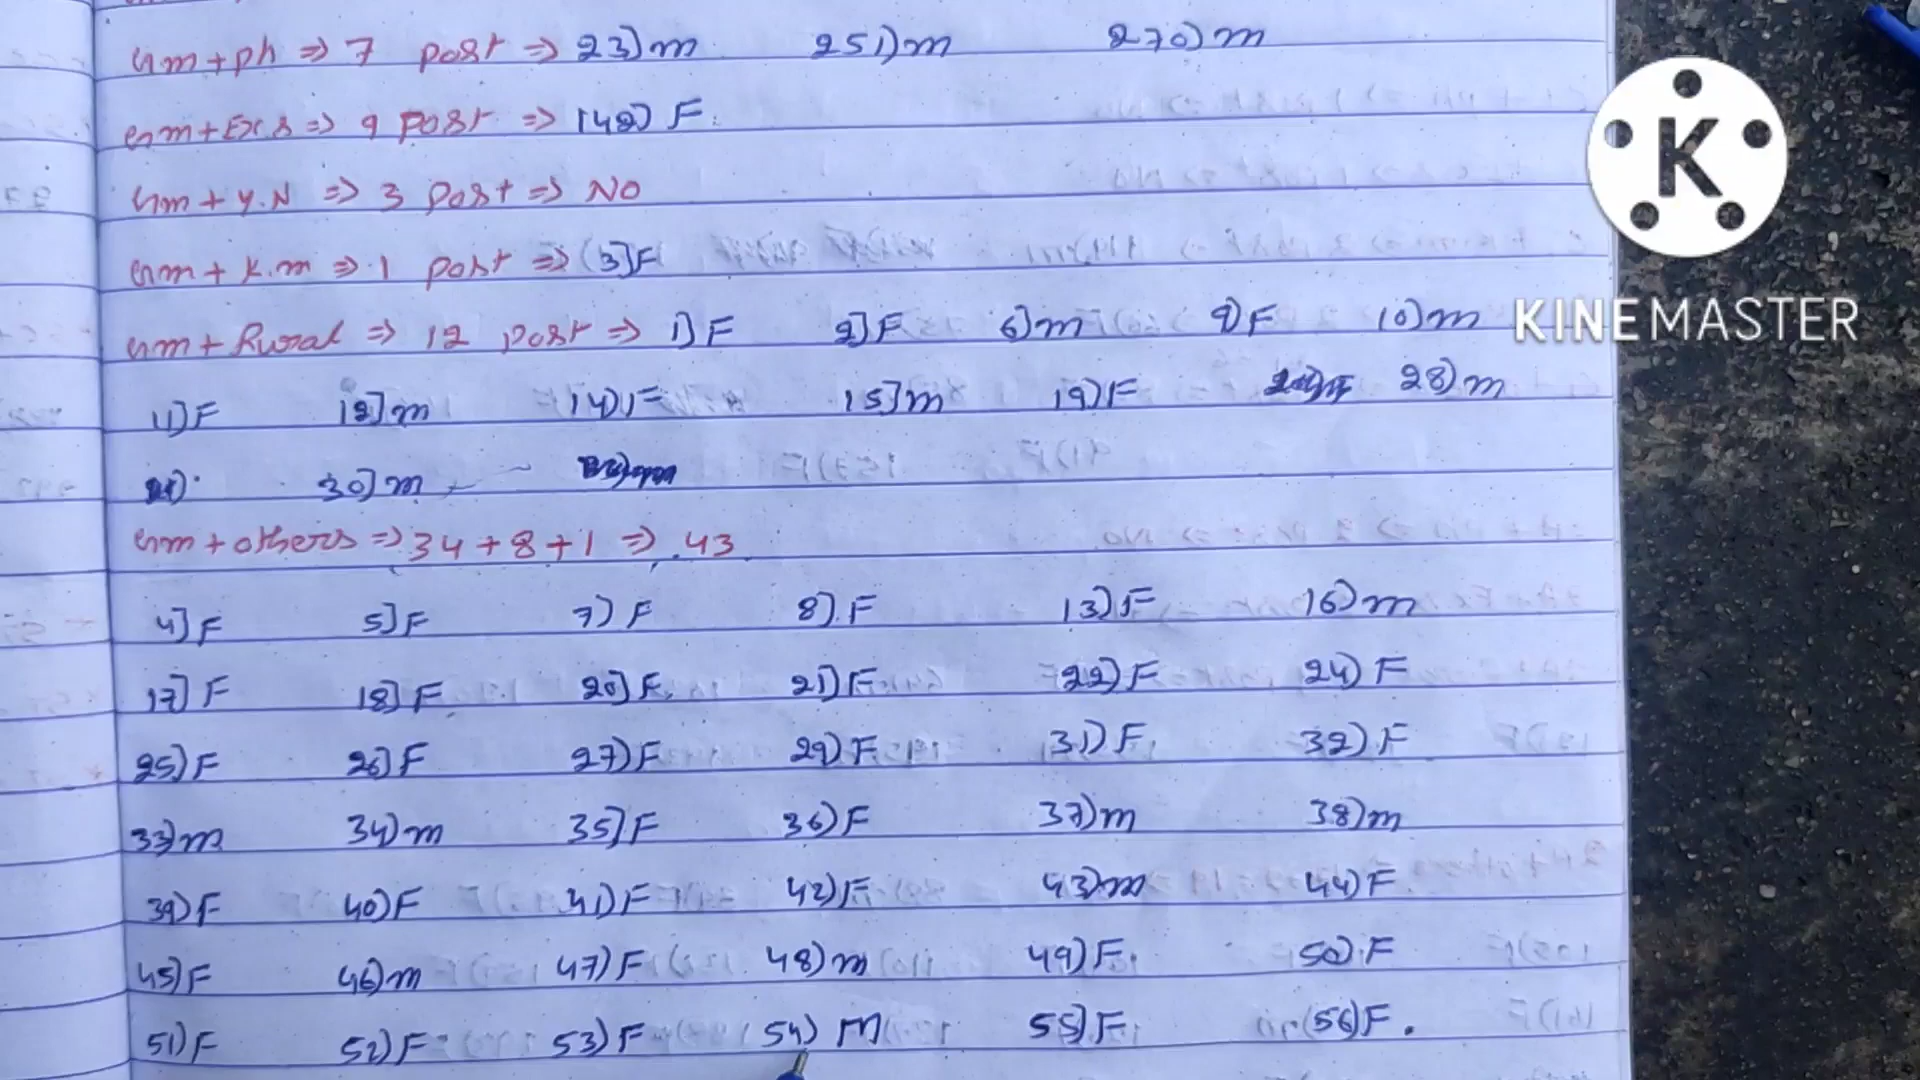 Gm+ph => 7 post => 23)m 251)m 270)m
Gm+Exs => 9 post => 142) F.
Gm + Y.N => 3 post => NO
Gm + K.m => 1 post => (3]F
Gm + Rural => 12 post => 1)F 2]F 6)m 9)F 10)m
11)F 12]m 14)F 15]m 19)F 28)m
30]m
Gm + others => 34 + 8 + 1 => 43
4]F 5]F 7)F 8).F 13)F 16)m
17]F 18]F 20]F. 21)F 22)F 24)F
25)F 26)F 27)F 29)F 31)F 32)F
33)m 34)m 35]F 36)F 37)m 38)m
39)F 40)F 41)F 42)F 43)m 44)F
45)F 46)m 47)F 48)m 49)F 50)F
51)F 52)F 53)F 54) M 55)F (56)F.
K
KINEMASTER